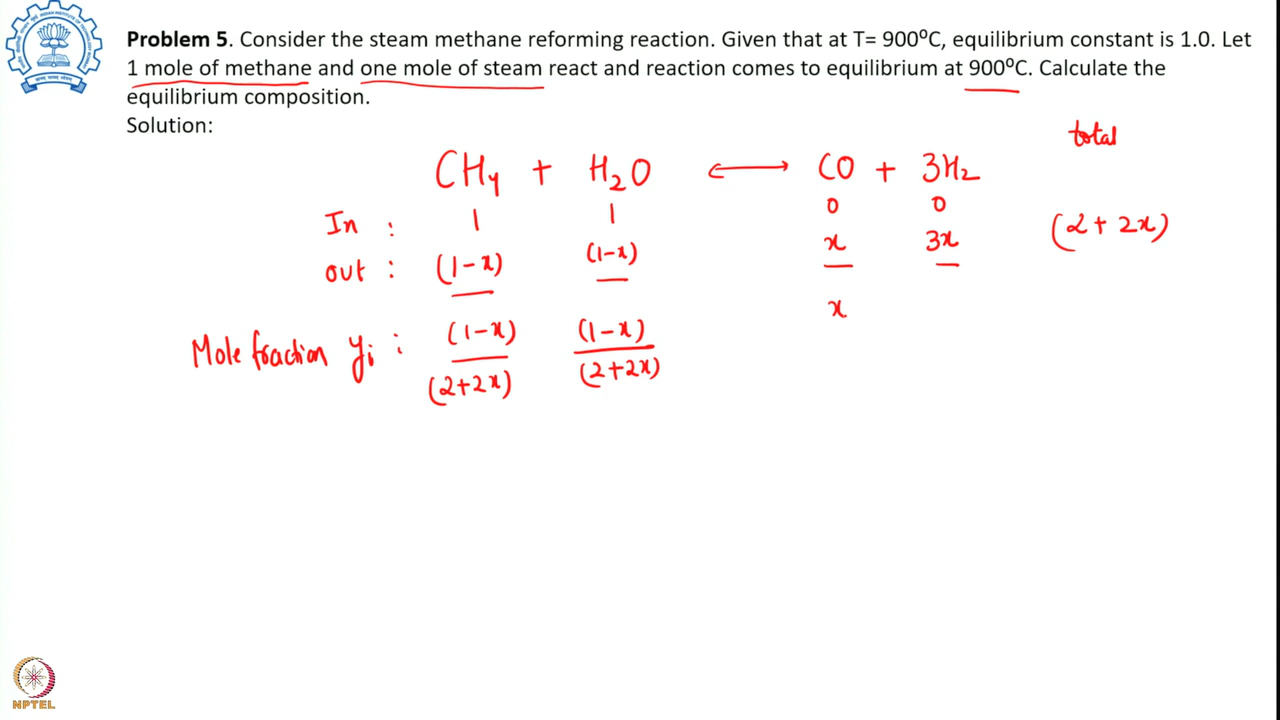 Problem 5. Consider the steam methane reforming reaction. Given that at T= 900⁰C, equilibrium constant is 1.0. Let
1 mole of methane and one mole of steam react and reaction comes to equilibrium at 900⁰C. Calculate the
equilibrium composition.
Solution:
total
CH₄ + H₂O ⟷ CO + 3H₂
In : 1 1 0 0
out : (1-x) (1-x) x 3x (2+2x)
x
Mole fraction yᵢ : (1-x)/(2+2x) (1-x)/(2+2x)
NPTEL